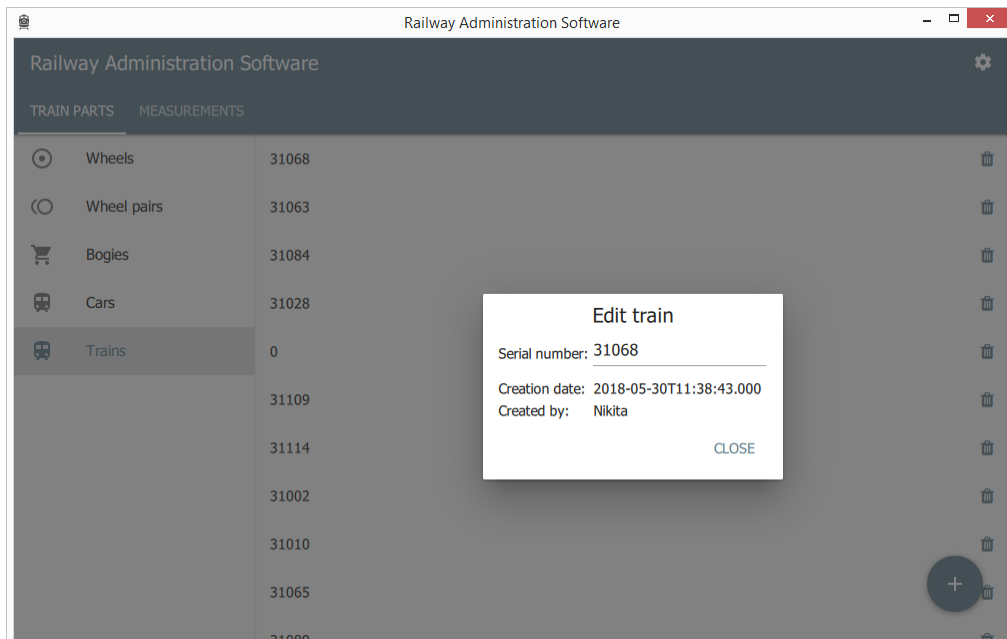 Railway Administration Software
Railway Administration Software
TRAIN PARTS MEASUREMENTS
Wheels
Wheel pairs
Bogies
Cars
Trains
31068
31063
31084
31028
0
31109
31114
31002
31010
31065
Edit train
Serial number: 31068
Creation date: 2018-05-30T11:38:43.000
Created by: Nikita
CLOSE